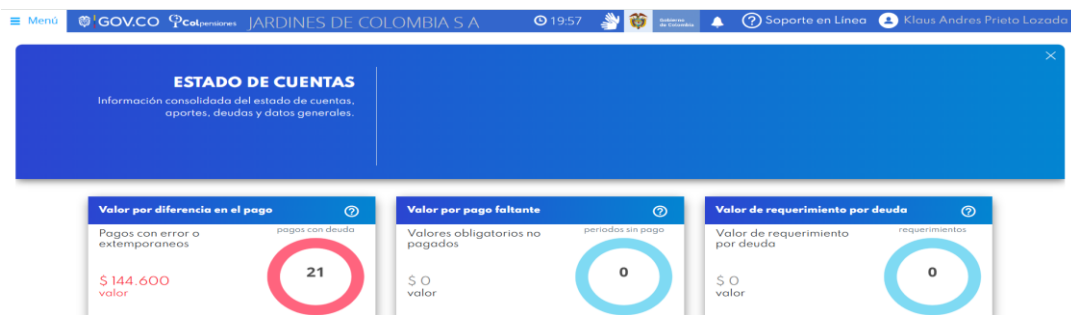 Menú GOV.CO Colpensiones JARDINES DE COLOMBIA S A 19:57 Gobierno de Colombia Soporte en Línea Klaus Andres Prieto Lozada
ESTADO DE CUENTAS
Información consolidada del estado de cuentas,
aportes, deudas y datos generales.
Valor por diferencia en el pago
Pagos con error o
extemporaneos
pagos con deuda
21
$ 144.600
valor
Valor por pago faltante
Valores obligatorios no
pagados
periodos sin pago
0
$ 0
valor
Valor de requerimiento por deuda
Valor de requerimiento
por deuda
requerimientos
0
$ 0
valor